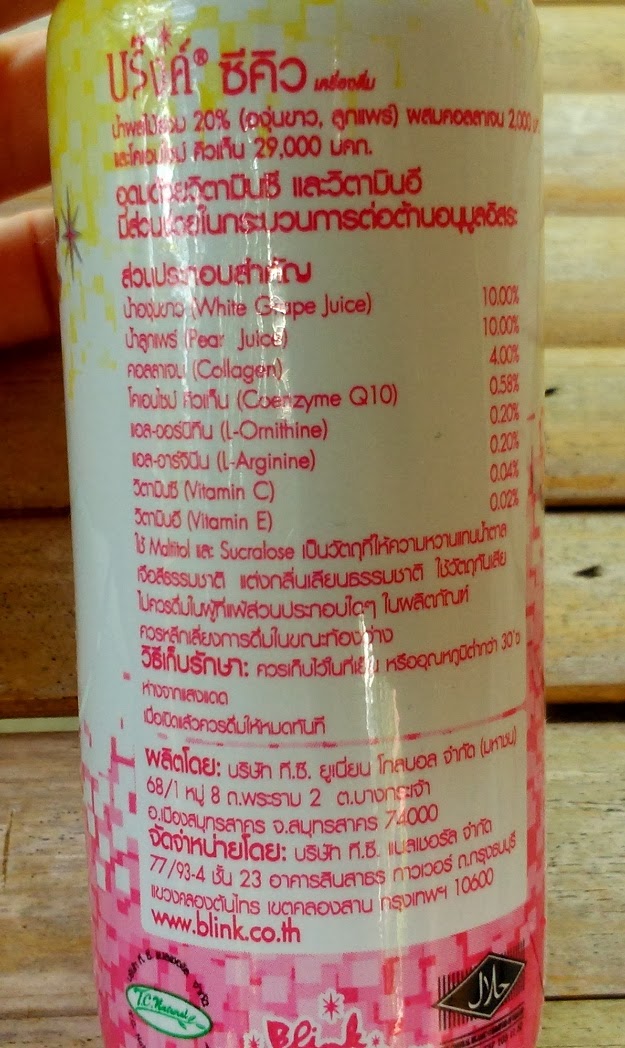 บริ๊งค์® ซีคิว เครื่องดื่ม
น้ำผลไม้รวม 20% (องุ่นขาว, ลูกแพร์) ผสมคอลลาเจน 2,000
และโคเอนไซม์ คิวเท็น 29,000 มคก.
อุดมด้วยวิตามินซี และวิตามินอี
มีส่วนช่วยในกระบวนการต่อต้านอนุมูลอิสระ
ส่วนประกอบสำคัญ
น้ำองุ่นขาว (White Grape Juice) 10.00%
น้ำลูกแพร์ (Pear Juice) 10.00%
คอลลาเจน (Collagen) 4.00%
โคเอนไซม์ คิวเท็น (Coenzyme Q10) 0.58%
แอล-ออร์นิทีน (L-Ornithine) 0.20%
แอล-อาร์จินีน (L-Arginine) 0.20%
วิตามินซี (Vitamin C) 0.04%
วิตามินอี (Vitamin E) 0.02%
ใช้ Maltitol และ Sucralose เป็นวัตถุที่ให้ความหวานแทนน้ำตาล
เจือสีธรรมชาติ แต่งกลิ่นเลียนธรรมชาติ ใช้วัตถุกันเสีย
ไม่ควรดื่มในผู้ที่แพ้ส่วนประกอบใดๆ ในผลิตภัณฑ์
ควรหลีกเลี่ยงการดื่มในขณะท้องว่าง
วิธีเก็บรักษา: ควรเก็บไว้ในที่เย็น หรืออุณหภูมิต่ำกว่า 30°ซ
ห่างจากแสงแดด
เมื่อเปิดแล้วควรดื่มให้หมดทันที
ผลิตโดย: บริษัท ที.ซี. ยูเนี่ยน โกลบอล จำกัด (มหาชน)
68/1 หมู่ 8 ถ.พระราม 2 ต.บางกระเจ้า
อ.เมืองสมุทรสาคร จ.สมุทรสาคร 74000
จัดจำหน่ายโดย: บริษัท ที.ซี. แนลเชอรัล จำกัด
77/93-4 ชั้น 23 อาคารสินสาธร ทาวเวอร์ ถ.กรุงธนบุรี
แขวงคลองต้นไทร เขตคลองสาน กรุงเทพฯ 10600
www.blink.co.th
T.C. Natural
حلال
Blink